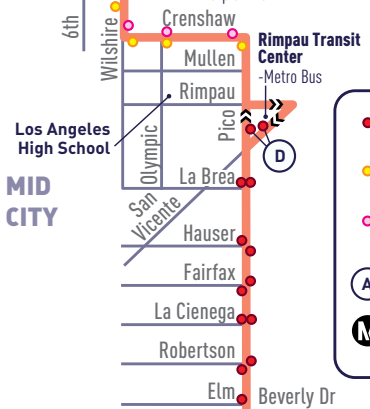 Crenshaw
6th
Wilshire
Rimpau Transit
Center
-Metro Bus
Mullen
Rimpau
Pico
Los Angeles
High School
Olympic
D
La Brea
MID
CITY
San
Vicente
Hauser
Fairfax
A
La Cienega
M
Robertson
Elm
Beverly Dr